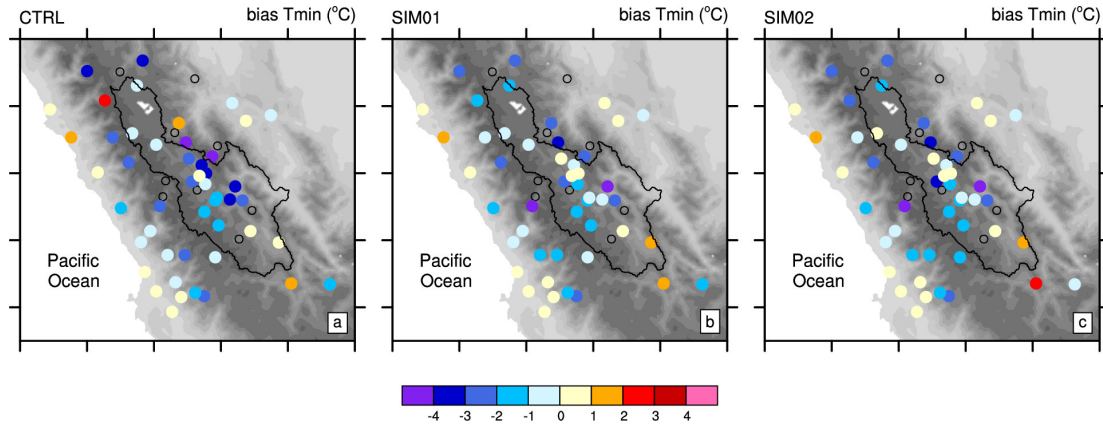 CTRL bias Tmin (°C)
SIM01 bias Tmin (°C)
SIM02 bias Tmin (°C)
Pacific
Ocean
a
Pacific
Ocean
b
Pacific
Ocean
c
-4 -3 -2 -1 0 1 2 3 4